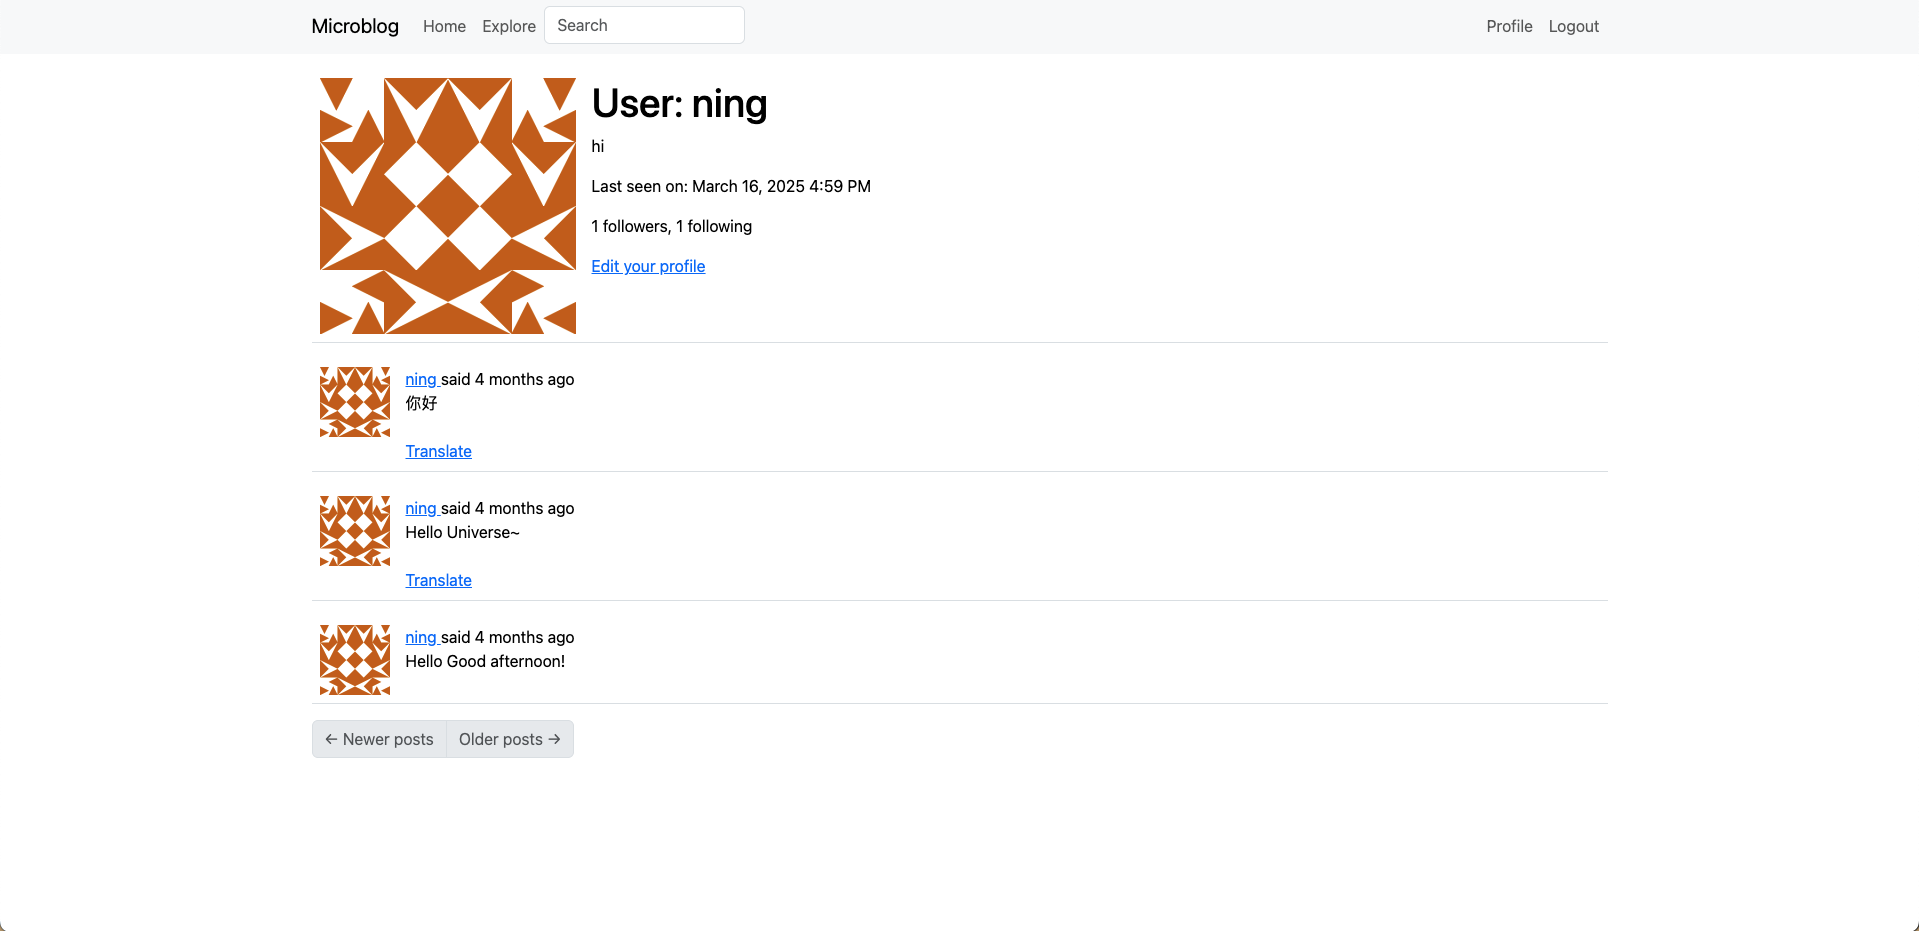 Microblog Home Explore Search Profile Logout
User: ning
hi
Last seen on: March 16, 2025 4:59 PM
1 followers, 1 following
Edit your profile
ning said 4 months ago
你好
Translate
ning said 4 months ago
Hello Universe~
Translate
ning said 4 months ago
Hello Good afternoon!
← Newer posts Older posts →